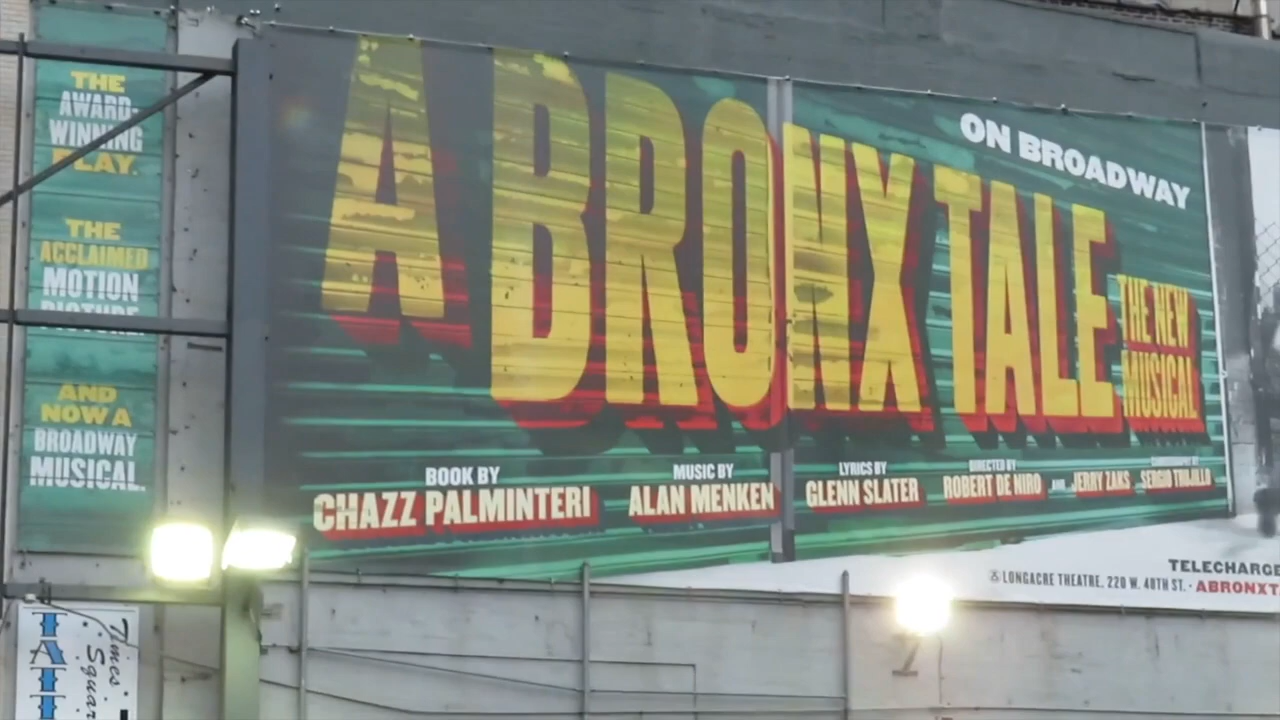 THE
AWARD
WINNING
PLAY.
THE
ACCLAIMED
MOTION
PICTURE
AND
NOW A
BROADWAY
MUSICAL.
ON BROADWAY
A BRONX TALE
THE NEW
MUSICAL
BOOK BY
CHAZZ PALMINTERI
MUSIC BY
ALAN MENKEN
LYRICS BY
GLENN SLATER
DIRECTED BY
ROBERT DE NIRO AND JERRY ZAKS
CHOREOGRAPHY BY
SERGIO TRUJILLO
TELECHARGE
LONGACRE THEATRE, 220 W. 48TH ST. • ABRONXT
Times
Squar